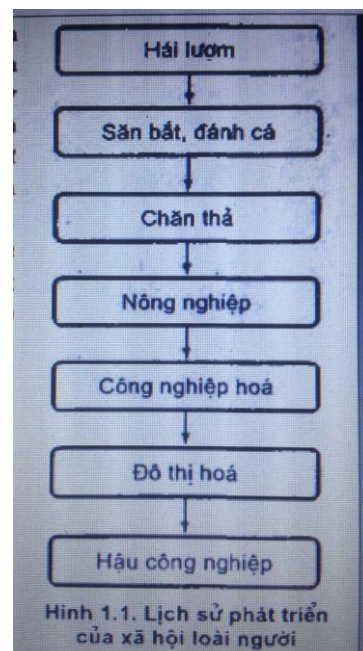 Hái lượm
Săn bắt, đánh cá
Chăn thả
Nông nghiệp
Công nghiệp hoá
Đô thị hoá
Hậu công nghiệp
Hình 1.1. Lịch sử phát triển
của xã hội loài người